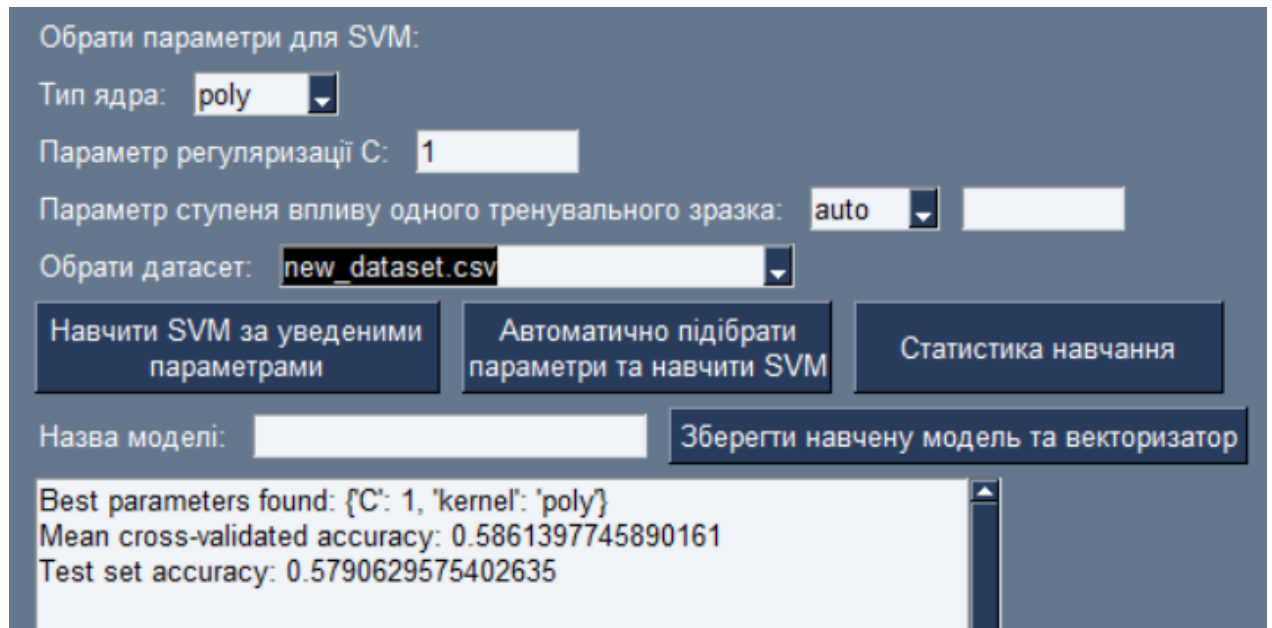 Обрати параметри для SVM:
Тип ядра: poly
Параметр регуляризації C: 1
Параметр ступеня впливу одного тренувального зразка: auto
Обрати датасет: new_dataset.csv
Навчити SVM за уведеними
параметрами
Автоматично підібрати
параметри та навчити SVM
Статистика навчання
Назва моделі:
Зберегти навчену модель та векторизатор
Best parameters found: {'C': 1, 'kernel': 'poly'}
Mean cross-validated accuracy: 0.5861397745890161
Test set accuracy: 0.5790629575402635